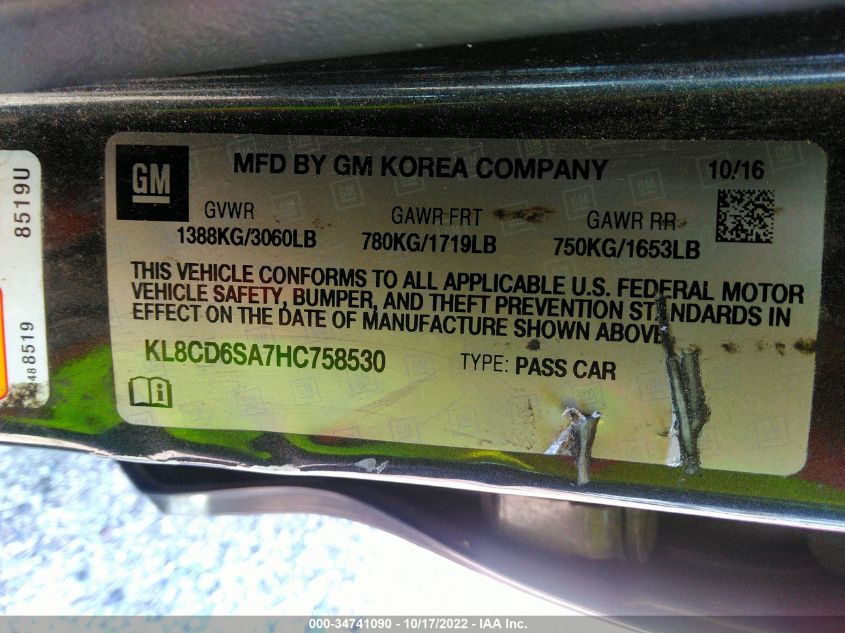 GM
MFD BY GM KOREA COMPANY
10/16
GVWR
GAWR FRT
GAWR RR
1388KG/3060LB
780KG/1719LB
750KG/1653LB
THIS VEHICLE CONFORMS TO ALL APPLICABLE U.S. FEDERAL MOTOR
VEHICLE SAFETY, BUMPER, AND THEFT PREVENTION STANDARDS IN
EFFECT ON THE DATE OF MANUFACTURE SHOWN ABOVE
KL8CD6SA7HC758530
TYPE: PASS CAR
8519U
8519
000-34741090 - 10/17/2022 - IAA Inc.